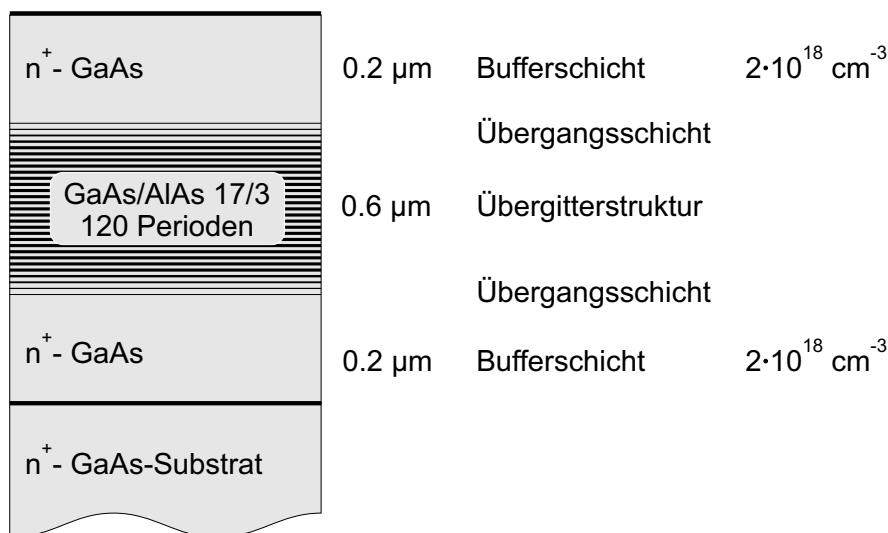 n⁺- GaAs 0.2 µm Bufferschicht 2·10¹⁸ cm⁻³
Übergangsschicht
GaAs/AlAs 17/3
120 Perioden
0.6 µm Übergitterstruktur
Übergangsschicht
n⁺- GaAs 0.2 µm Bufferschicht 2·10¹⁸ cm⁻³
n⁺- GaAs-Substrat